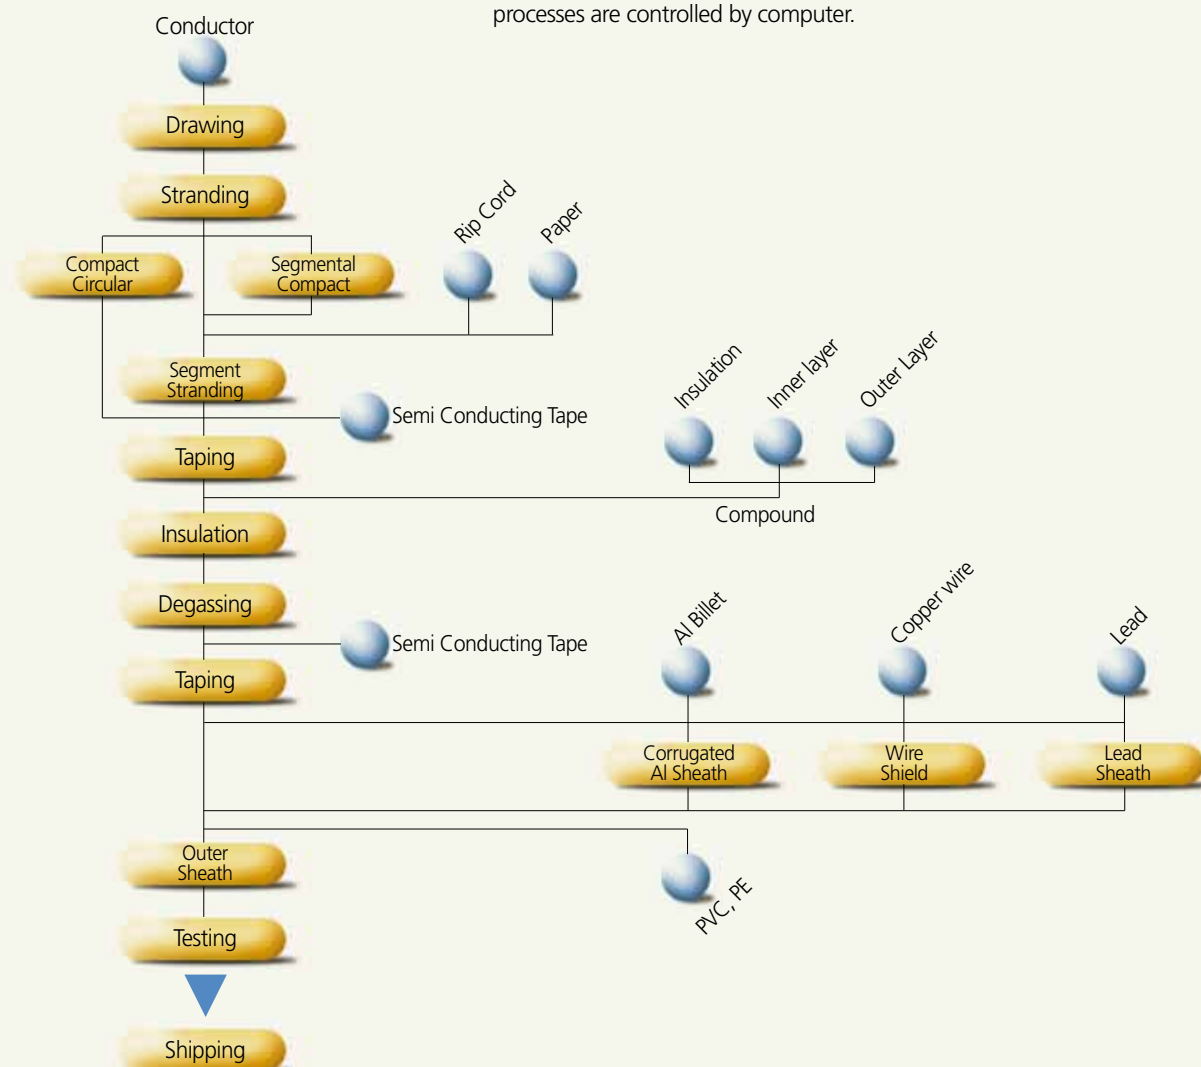 processes are controlled by computer.
Conductor
Drawing
Stranding
Rip Cord
Paper
Compact
Circular
Segmental
Compact
Segment
Stranding
Semi Conducting Tape
Insulation
Inner layer
Outer Layer
Taping
Compound
Insulation
Degassing
Semi Conducting Tape
Al Billet
Copper wire
Lead
Taping
Corrugated
Al Sheath
Wire
Shield
Lead
Sheath
Outer
Sheath
PVC, PE
Testing
Shipping